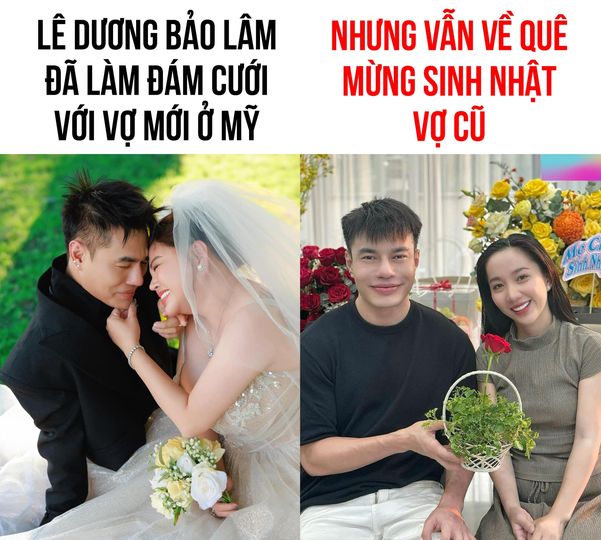 LÊ DƯƠNG BẢO LÂM
ĐÃ LÀM ĐÁM CƯỚI
VỚI VỢ MỚI Ở MỸ
NHƯNG VẪN VỀ QUÊ
MỪNG SINH NHẬT
VỢ CŨ